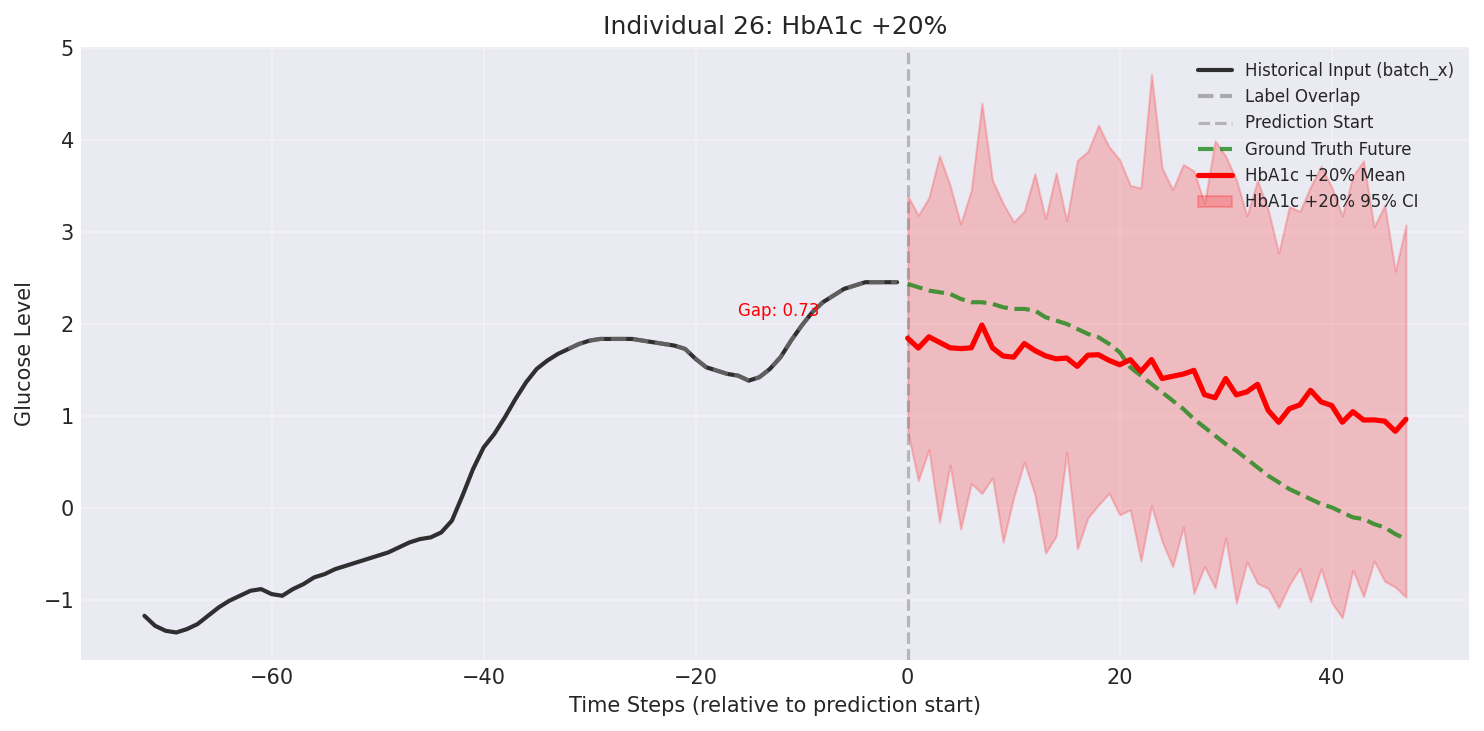 Individual 26: HbA1c +20%
Glucose Level
5
4
3
2
1
0
−1
Historical Input (batch_x)
Label Overlap
Prediction Start
Ground Truth Future
HbA1c +20% Mean
HbA1c +20% 95% CI
Gap: 0.73
−60
−40
−20
0
20
40
Time Steps (relative to prediction start)